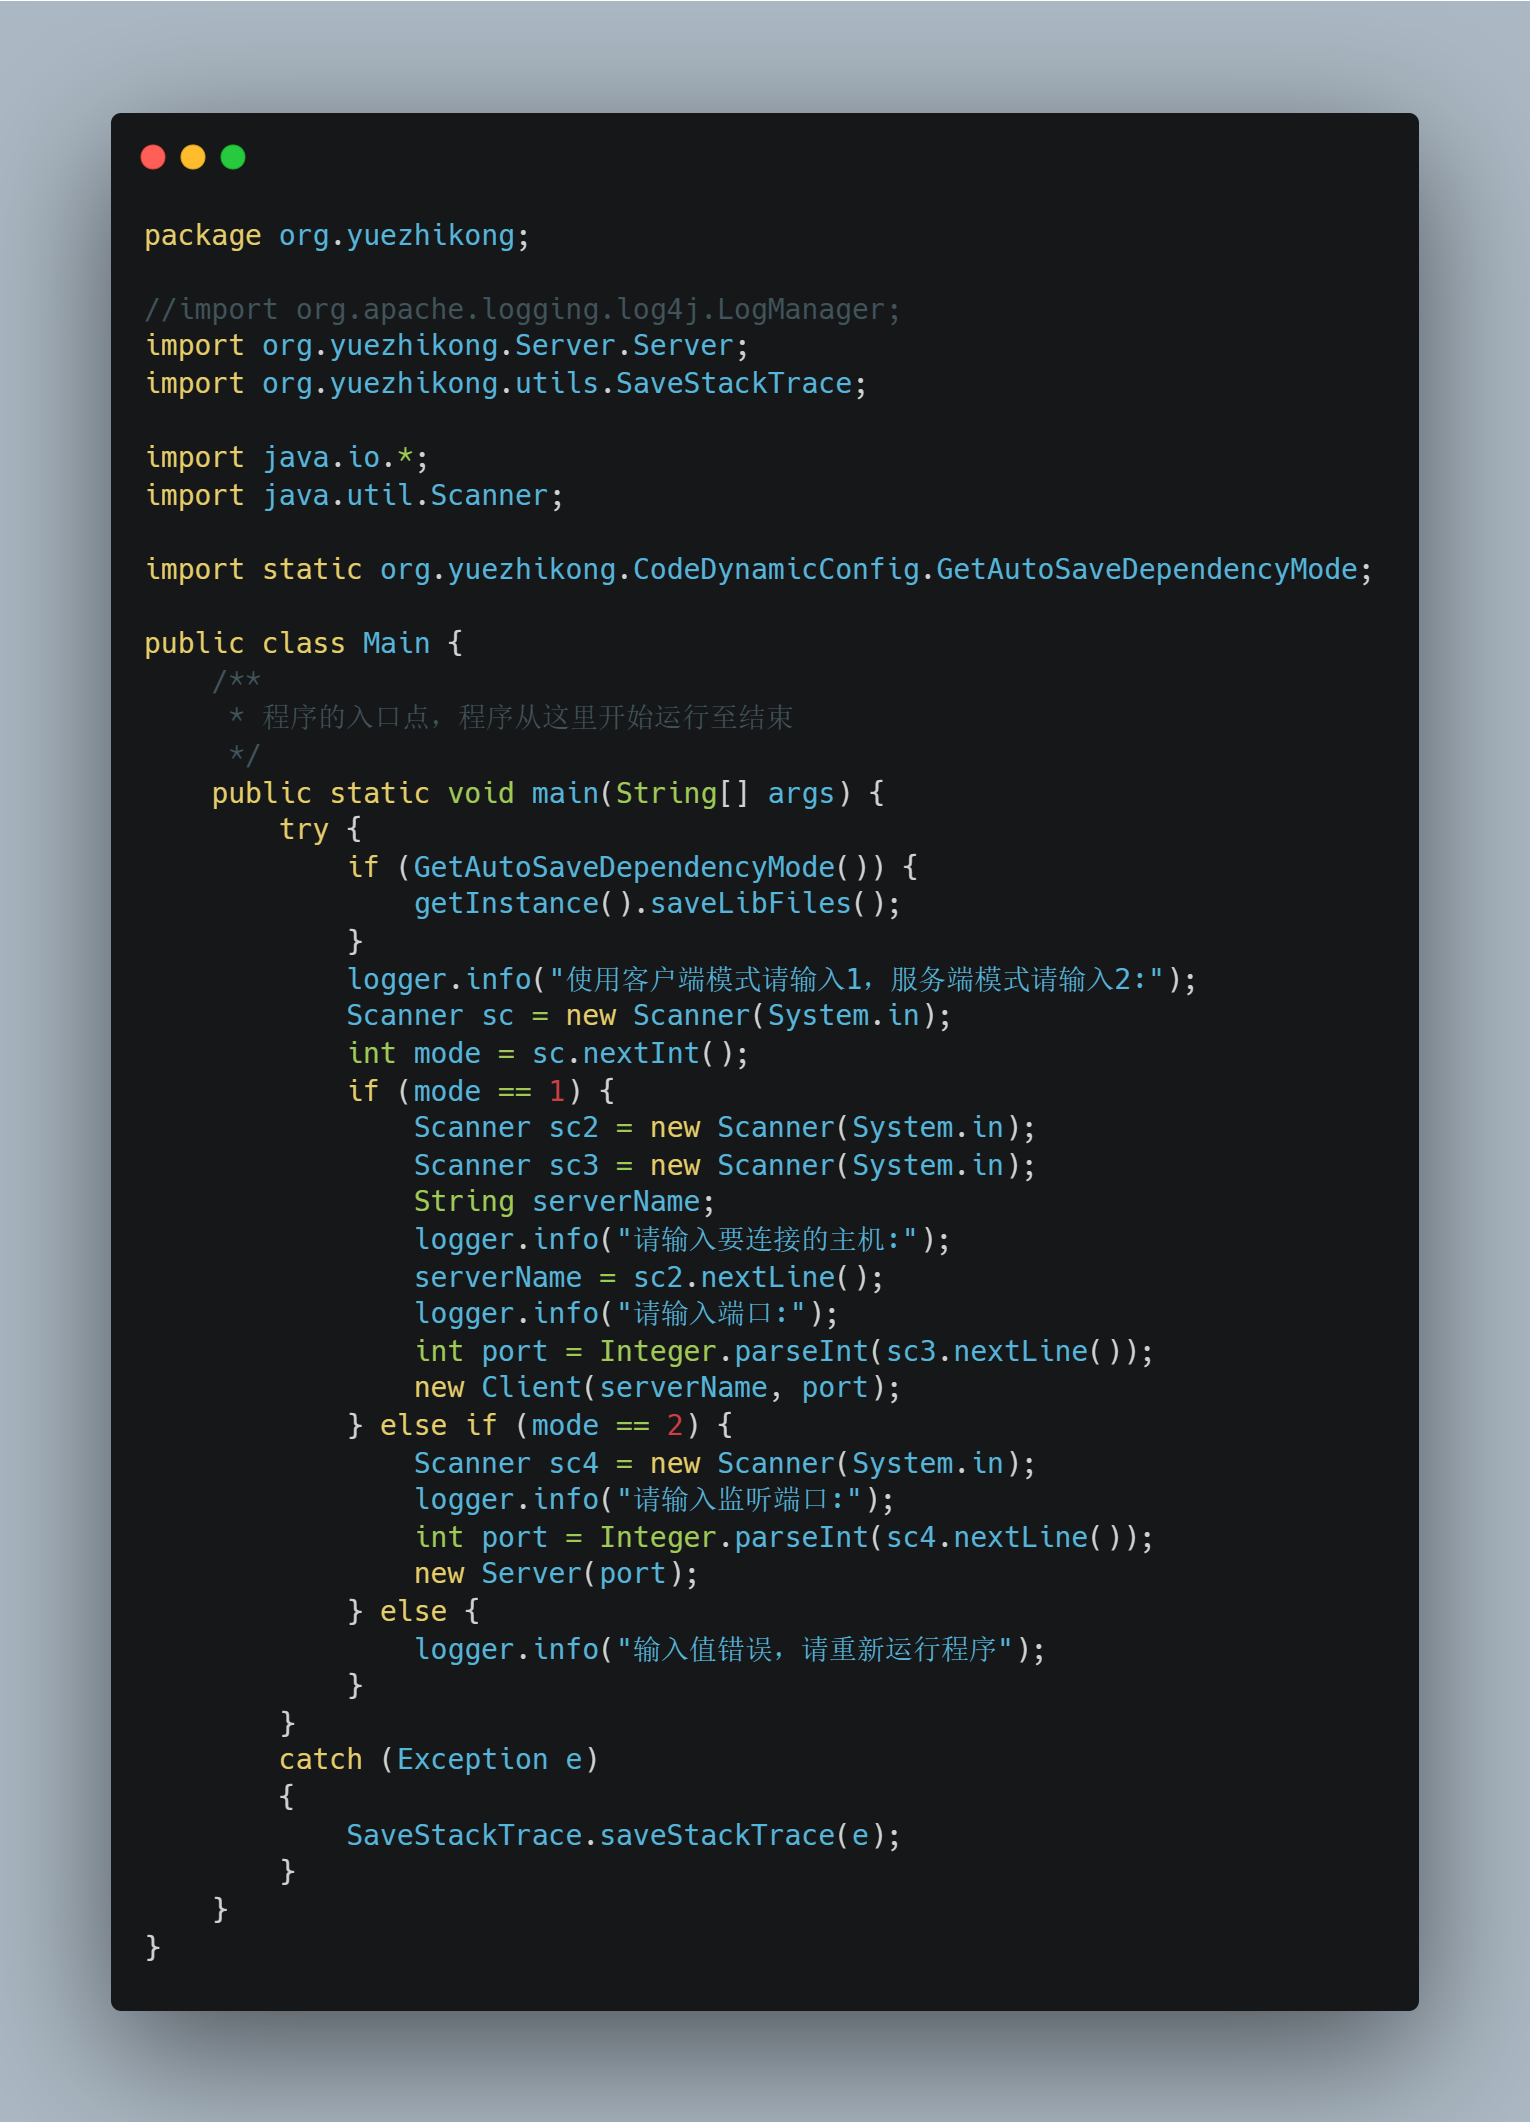 package org.yuezhikong;

//import org.apache.logging.log4j.LogManager;
import org.yuezhikong.Server.Server;
import org.yuezhikong.utils.SaveStackTrace;

import java.io.*;
import java.util.Scanner;

import static org.yuezhikong.CodeDynamicConfig.GetAutoSaveDependencyMode;

public class Main {
    /**
     * 程序的入口点，程序从这里开始运行至结束
     */
    public static void main(String[] args) {
        try {
            if (GetAutoSaveDependencyMode()) {
                getInstance().saveLibFiles();
            }
            logger.info("使用客户端模式请输入1，服务端模式请输入2:");
            Scanner sc = new Scanner(System.in);
            int mode = sc.nextInt();
            if (mode == 1) {
                Scanner sc2 = new Scanner(System.in);
                Scanner sc3 = new Scanner(System.in);
                String serverName;
                logger.info("请输入要连接的主机:");
                serverName = sc2.nextLine();
                logger.info("请输入端口:");
                int port = Integer.parseInt(sc3.nextLine());
                new Client(serverName, port);
            } else if (mode == 2) {
                Scanner sc4 = new Scanner(System.in);
                logger.info("请输入监听端口:");
                int port = Integer.parseInt(sc4.nextLine());
                new Server(port);
            } else {
                logger.info("输入值错误，请重新运行程序");
            }
        }
        catch (Exception e)
        {
            SaveStackTrace.saveStackTrace(e);
        }
    }
}